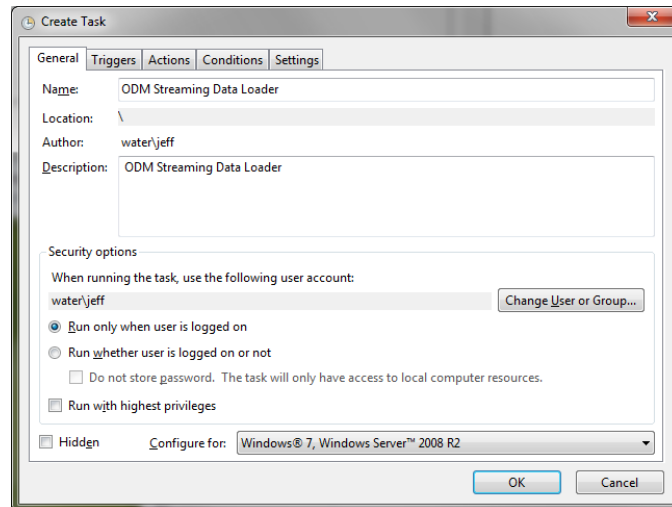 Create Task
General Triggers Actions Conditions Settings
Name: ODM Streaming Data Loader
Location: \
Author: water\jeff
Description: ODM Streaming Data Loader
Security options
When running the task, use the following user account:
water\jeff Change User or Group...
Run only when user is logged on
Run whether user is logged on or not
Do not store password. The task will only have access to local computer resources.
Run with highest privileges
Hidden Configure for: Windows® 7, Windows Server™ 2008 R2
OK Cancel